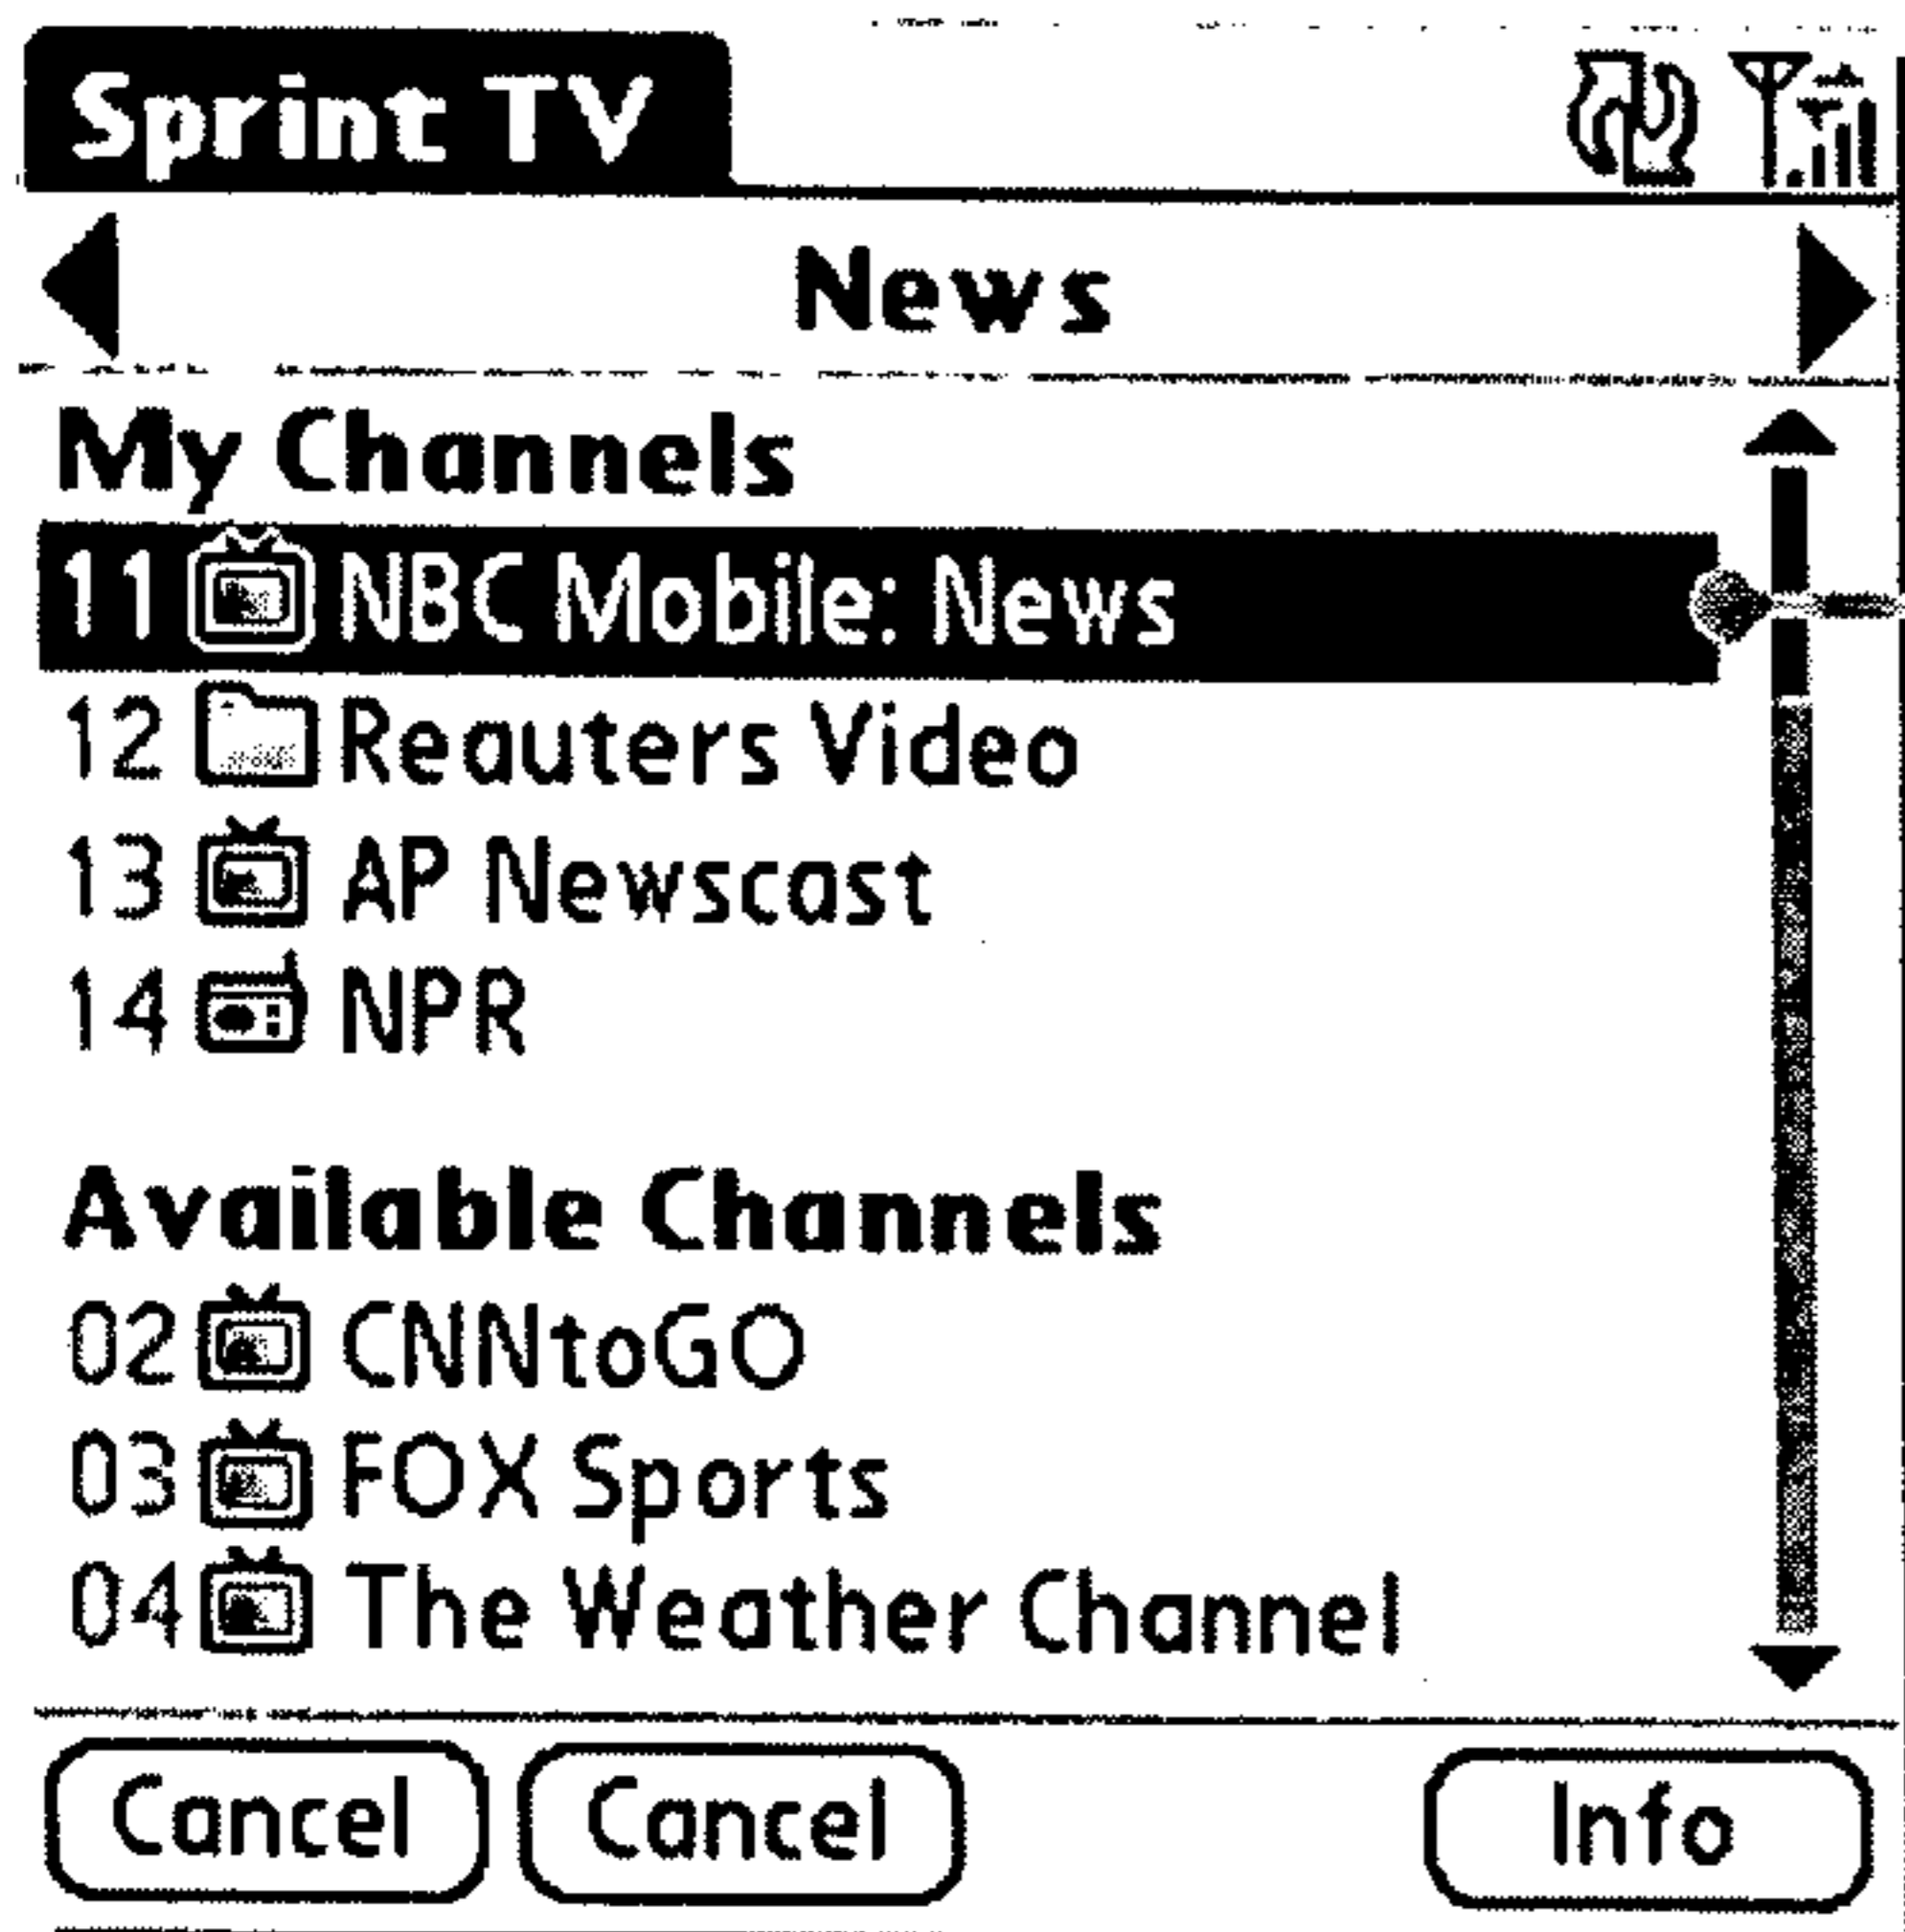 Sprint TV
News
My Channels
11 NBC Mobile: News
12 Reauters Video
13 AP Newscast
14 NPR
Available Channels
02 CNNtoGO
03 FOX Sports
04 The Weather Channel
Cancel Cancel Info